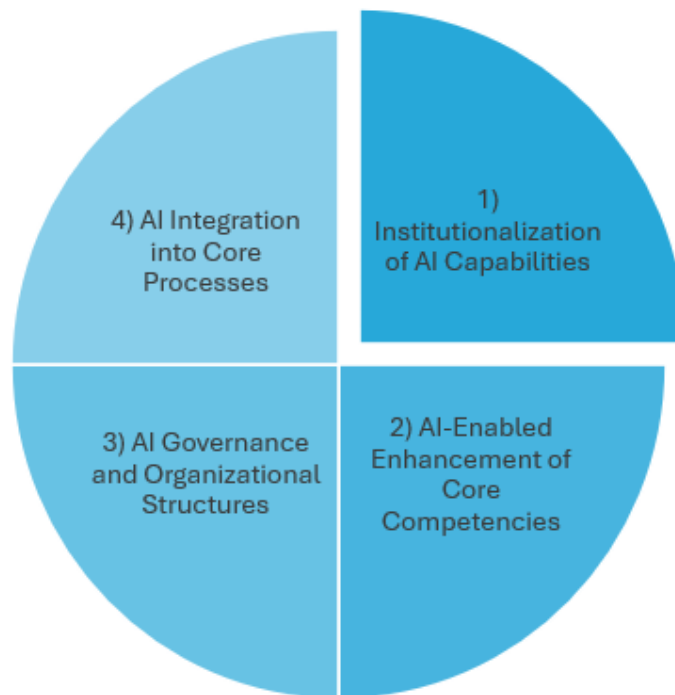 1)
Institutionalization
of AI Capabilities
2) AI-Enabled
Enhancement of
Core
Competencies
3) AI Governance
and Organizational
Structures
4) AI Integration
into Core
Processes